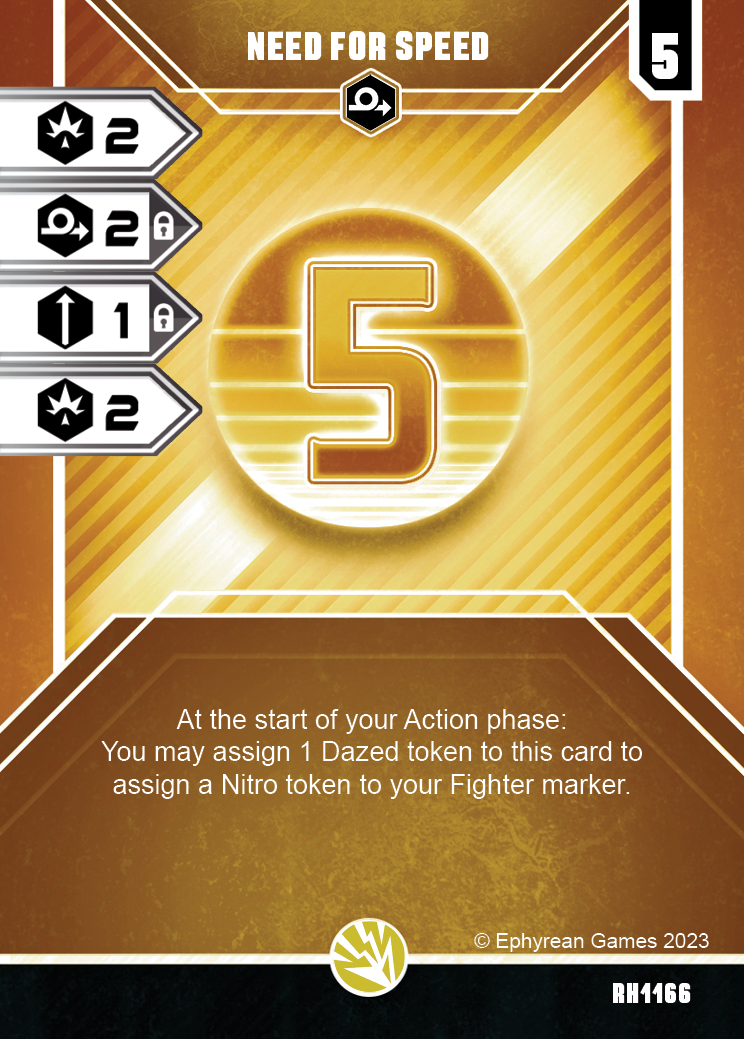 NEED FOR SPEED
5
2
2
1
2
5
At the start of your Action phase:
You may assign 1 Dazed token to this card to
assign a Nitro token to your Fighter marker.
© Ephyrean Games 2023
RH1166